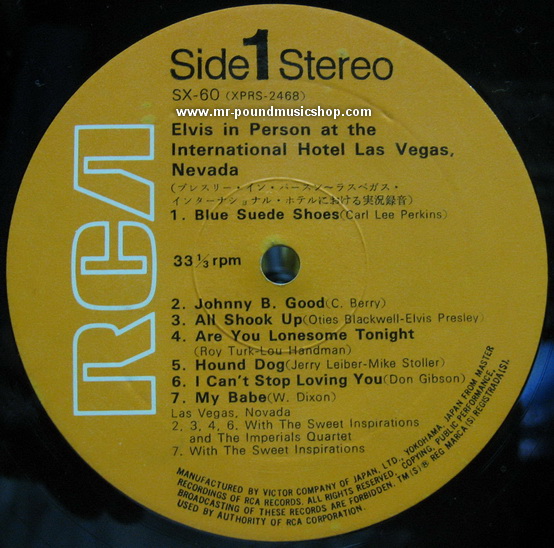 Side 1 Stereo
SX-60 (XPRS-2468)
www.mr-poundmusicshop.com
Elvis in Person at the
International Hotel Las Vegas,
Nevada
(プレスリー・イン・パースン〜ラスベガス・
インターナショナル・ホテルにおける実況録音)
1. Blue Suede Shoes (Carl Lee Perkins)
33 1/3 rpm
2. Johnny B. Good (C. Berry)
3. All Shook Up (Oties Blackwell-Elvis Presley)
4. Are You Lonesome Tonight
(Roy Turk-Lou Handman)
5. Hound Dog (Jerry Leiber-Mike Stoller)
6. I Can't Stop Loving You (Don Gibson)
7. My Babe (W. Dixon)
Las Vegas, Novada
2. 3, 4, 6. With The Sweet Inspirations
and The Imperials Quartet
7. With The Sweet Inspirations
RCA
MANUFACTURED BY VICTOR COMPANY OF JAPAN, LTD., YOKOHAMA, JAPAN FROM MASTER
RECORDINGS OF RCA RECORDS. ALL RIGHTS RESERVED, COPYING, PUBLIC PERFORMANCE,
BROADCASTING OF THESE RECORDS ARE FORBIDDEN. TM(S) ® REG MARCA(S) REGISTRADA(S).
USED BY AUTHORITY OF RCA CORPORATION.